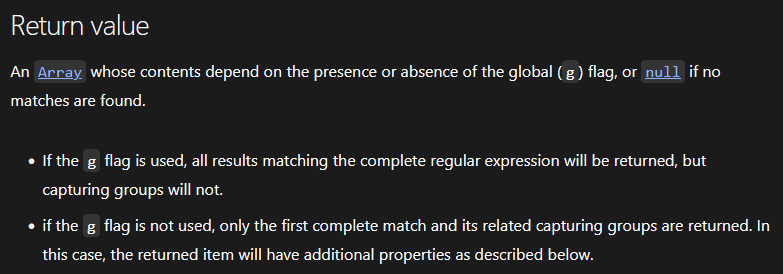 Return value
An Array whose contents depend on the presence or absence of the global (g) flag, or null if no
matches are found.
• If the g flag is used, all results matching the complete regular expression will be returned, but
capturing groups will not.
• if the g flag is not used, only the first complete match and its related capturing groups are returned. In
this case, the returned item will have additional properties as described below.